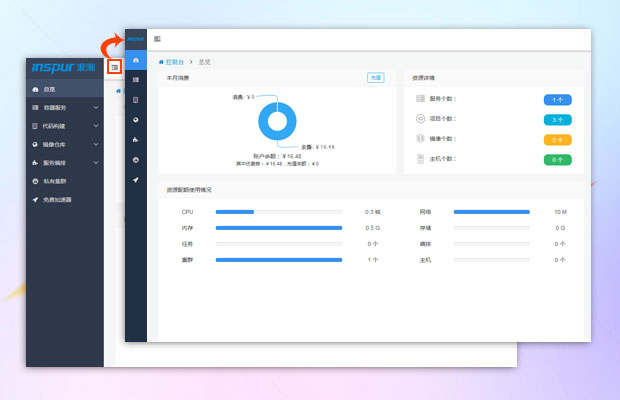 inspur 浪潮
总览
容器服务
代码构建
镜像仓库
服务编排
私有集群
免费加速器
inspur
控制台 > 总览
本月消费
充值
消费: ¥ 0
余额: ¥ 16.48
账户余额：¥ 16.48
其中优惠券：¥ 16.48，充值余额：¥ 0
资源详情
服务个数：
1 个
项目个数：
3 个
镜像个数：
2 个
主机个数：
0 个
资源配额使用情况
CPU
0.3 核
网络
10 M
内存
0.5 G
存储
0 G
任务
0 个
编排
0 个
集群
1 个
主机
0 个